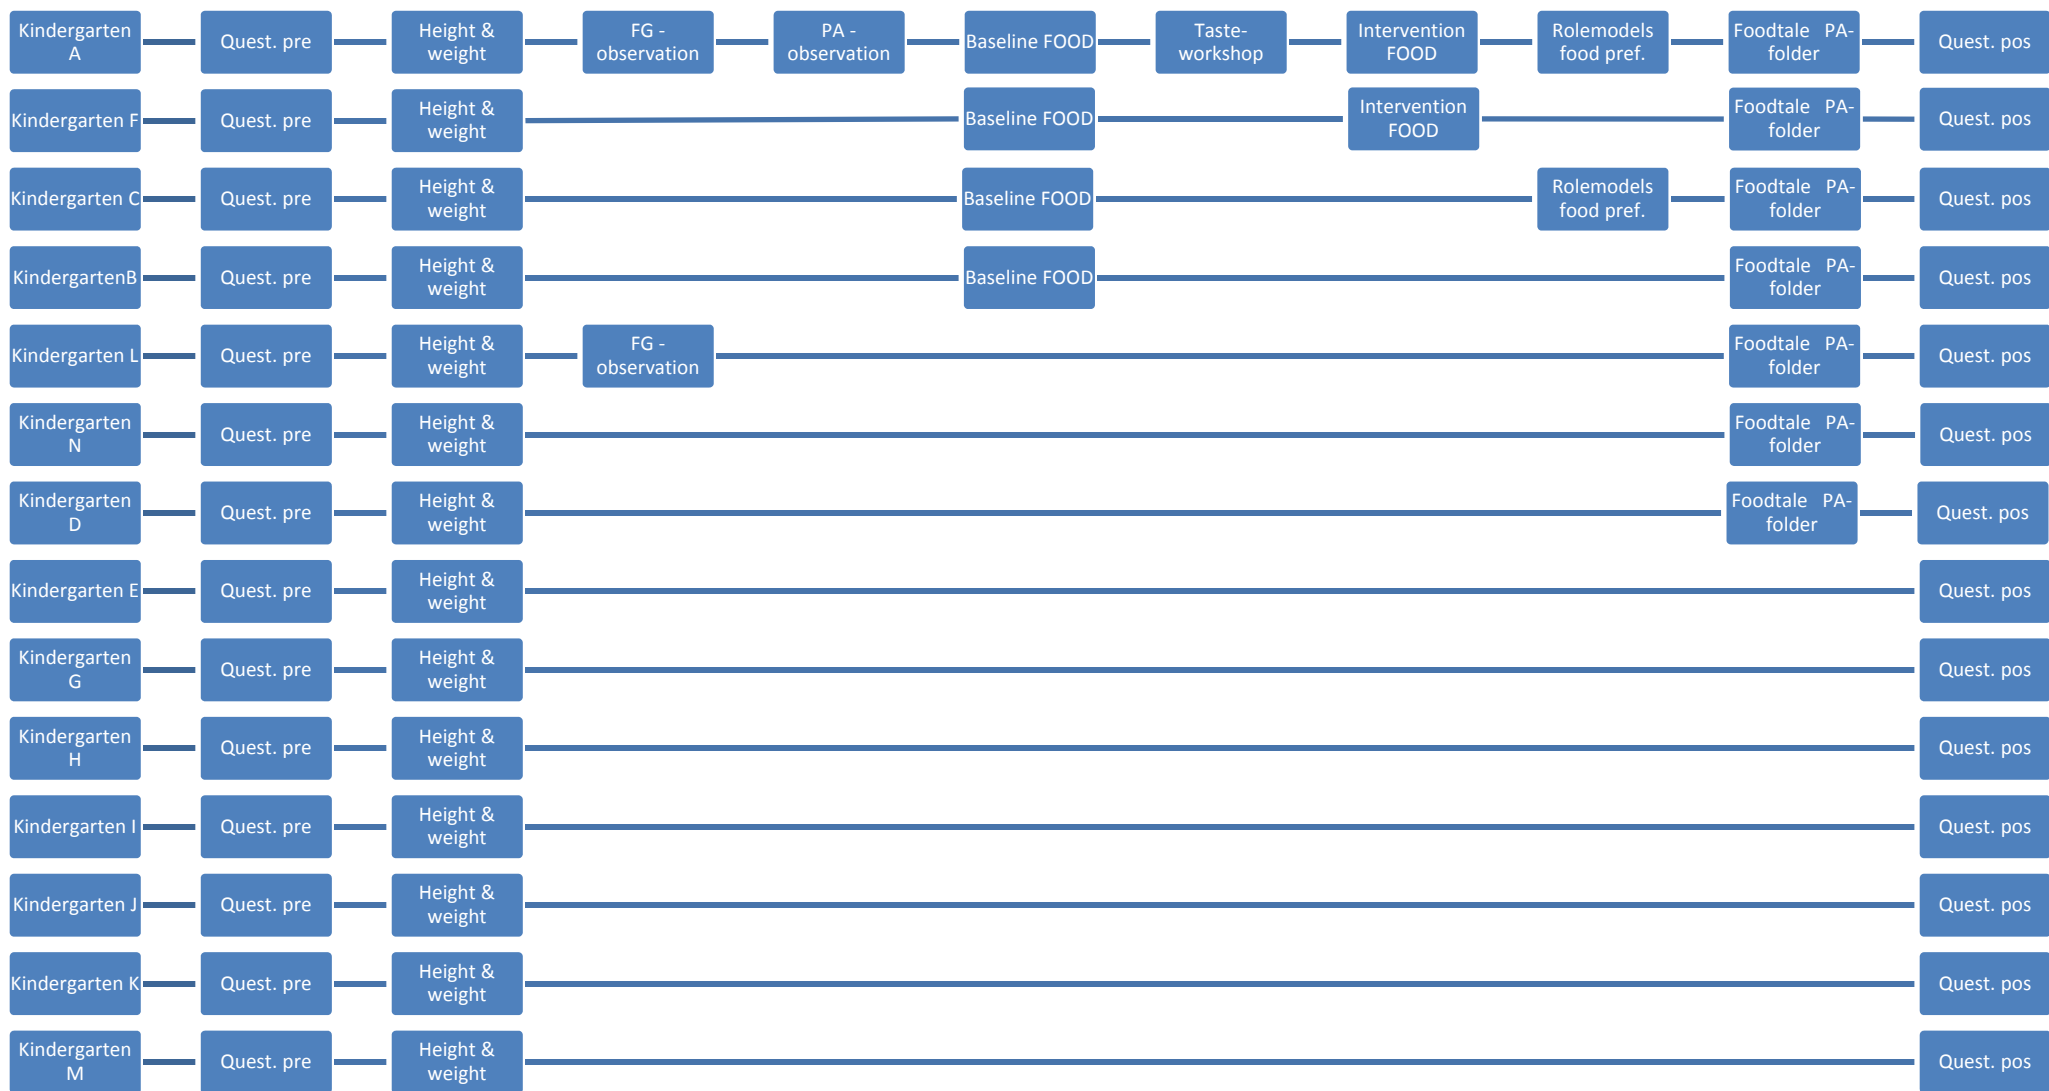 Kindergarten
A
Quest. pre
Height &
weight
FG -
observation
PA -
observation
Baseline FOOD
Taste-
workshop
Intervention
FOOD
Rolemodels
food pref.
Foodtale PA-
folder
Quest. pos
Kindergarten F
Quest. pre
Height &
weight
Baseline FOOD
Intervention
FOOD
Foodtale PA-
folder
Quest. pos
Kindergarten C
Quest. pre
Height &
weight
Baseline FOOD
Rolemodels
food pref.
Foodtale PA-
folder
Quest. pos
KindergartenB
Quest. pre
Height &
weight
Baseline FOOD
Foodtale PA-
folder
Quest. pos
Kindergarten L
Quest. pre
Height &
weight
FG -
observation
Foodtale PA-
folder
Quest. pos
Kindergarten
N
Quest. pre
Height &
weight
Foodtale PA-
folder
Quest. pos
Kindergarten
D
Quest. pre
Height &
weight
Foodtale PA-
folder
Quest. pos
Kindergarten E
Quest. pre
Height &
weight
Quest. pos
Kindergarten
G
Quest. pre
Height &
weight
Quest. pos
Kindergarten
H
Quest. pre
Height &
weight
Quest. pos
Kindergarten I
Quest. pre
Height &
weight
Quest. pos
Kindergarten J
Quest. pre
Height &
weight
Quest. pos
Kindergarten K
Quest. pre
Height &
weight
Quest. pos
Kindergarten
M
Quest. pre
Height &
weight
Quest. pos